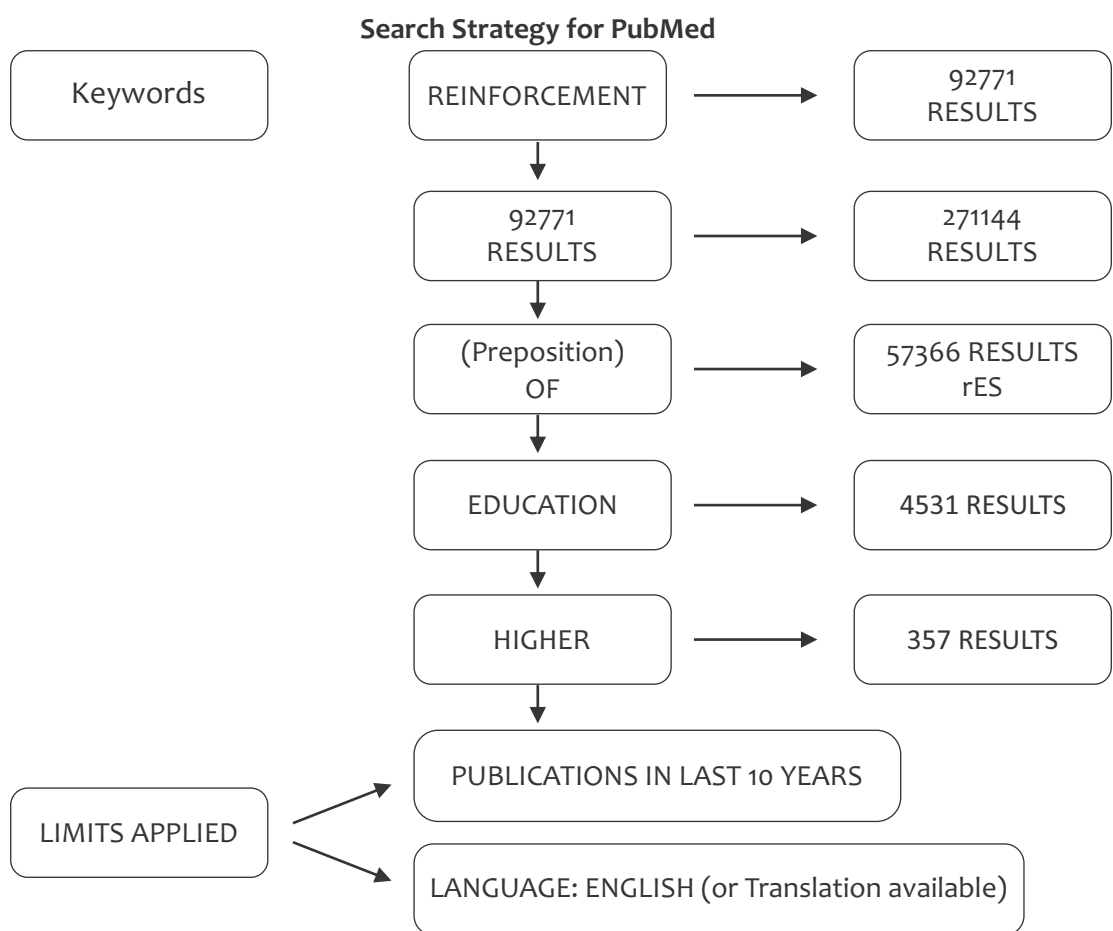 Search Strategy for PubMed
Keywords
REINFORCEMENT
92771
RESULTS
92771
RESULTS
271144
RESULTS
(Preposition)
OF
57366 RESULTS
rES
EDUCATION
4531 RESULTS
HIGHER
357 RESULTS
PUBLICATIONS IN LAST 10 YEARS
LIMITS APPLIED
LANGUAGE: ENGLISH (or Translation available)